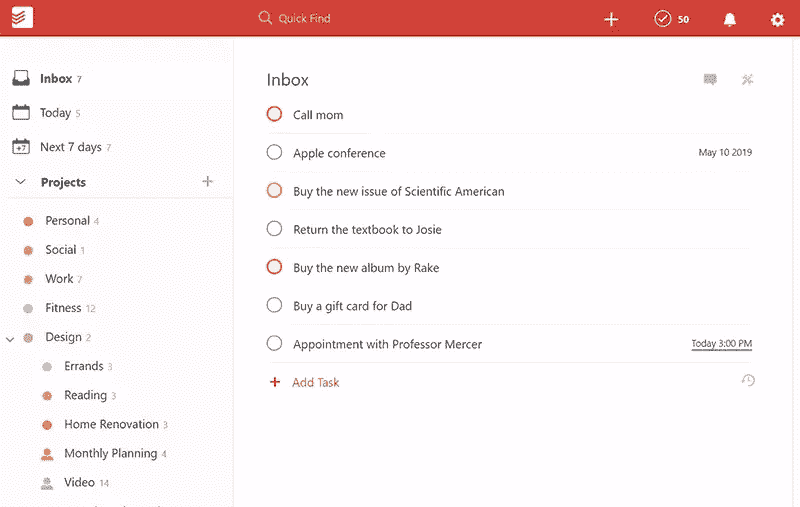 Quick Find
50
Inbox 7
Today 5
+7 Next 7 days 7
Projects
Personal 4
Social 1
Work 7
Fitness 12
Design 2
Errands 3
Reading 3
Home Renovation 3
Monthly Planning 4
Video 14
Inbox
Call mom
Apple conference May 10 2019
Buy the new issue of Scientific American
Return the textbook to Josie
Buy the new album by Rake
Buy a gift card for Dad
Appointment with Professor Mercer Today 3:00 PM
+ Add Task